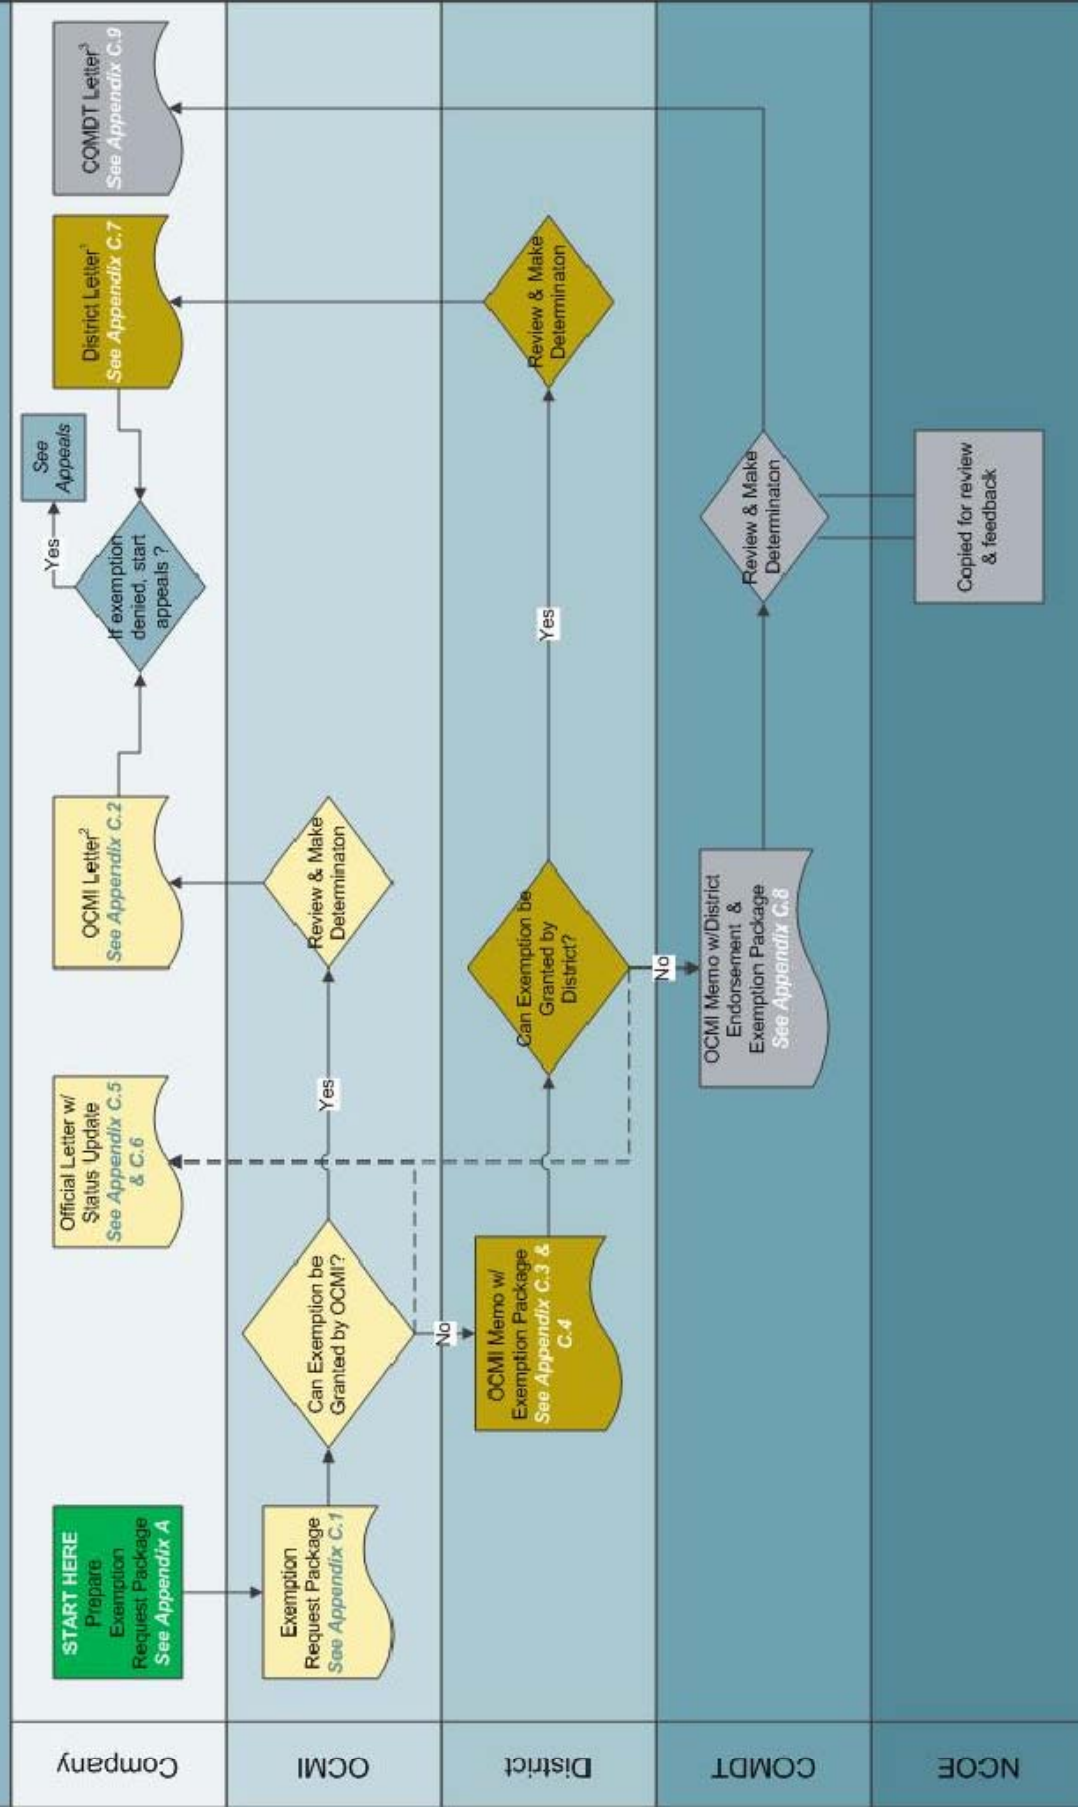 Company
START HERE
Prepare
Exemption
Request Package
See Appendix A
Official Letter w/
Status Update
See Appendix C.5
& C.6
OCMI Letter²
See Appendix C.2
If exemption
denied, start
appeals ?
Yes
See
Appeals
District Letter¹
See Appendix C.7
COMDT Letter³
See Appendix C.9
OCMI
Exemption
Request Package
See Appendix C.1
Can Exemption be
Granted by OCMI?
Yes
No
Review & Make
Determinaton
District
OCMI Memo w/
Exemption Package
See Appendix C.3 &
C.4
Can Exemption be
Granted by
District?
Yes
No
Review & Make
Determinaton
COMDT
OCMI Memo w/District
Endorsement &
Exemption Package
See Appendix C.8
Review & Make
Determinaton
NCOE
Copied for review
& feedback